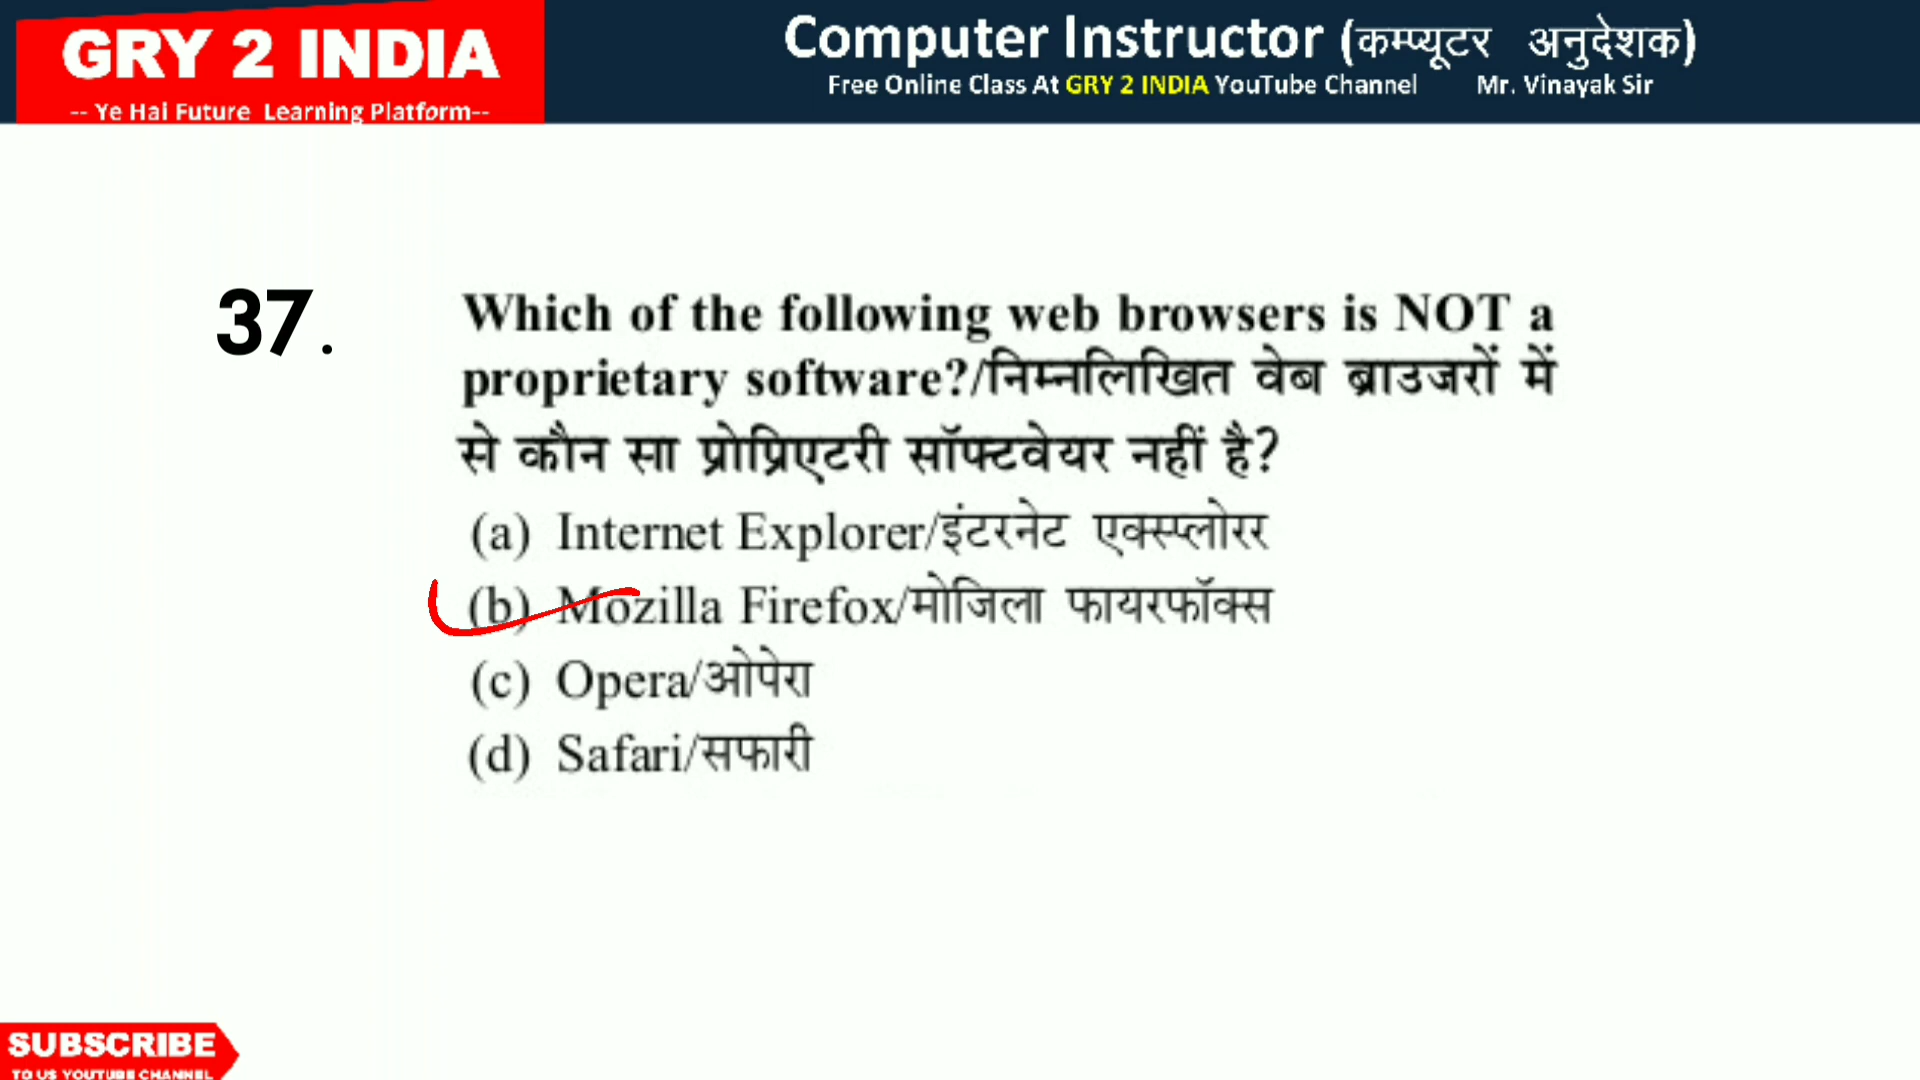 GRY 2 INDIA
-- Ye Hai Future Learning Platform--
Computer Instructor (कम्प्यूटर अनुदेशक)
Free Online Class At GRY 2 INDIA YouTube Channel Mr. Vinayak Sir
37.
Which of the following web browsers is NOT a
proprietary software?/निम्नलिखित वेब ब्राउजरों में
से कौन सा प्रोप्रिएटरी सॉफ्टवेयर नहीं है?
(a) Internet Explorer/इंटरनेट एक्स्प्लोरर
(b) Mozilla Firefox/मोजिला फायरफॉक्स
(c) Opera/ओपेरा
(d) Safari/सफारी
SUBSCRIBE
TO US YOUTUBE CHANNEL